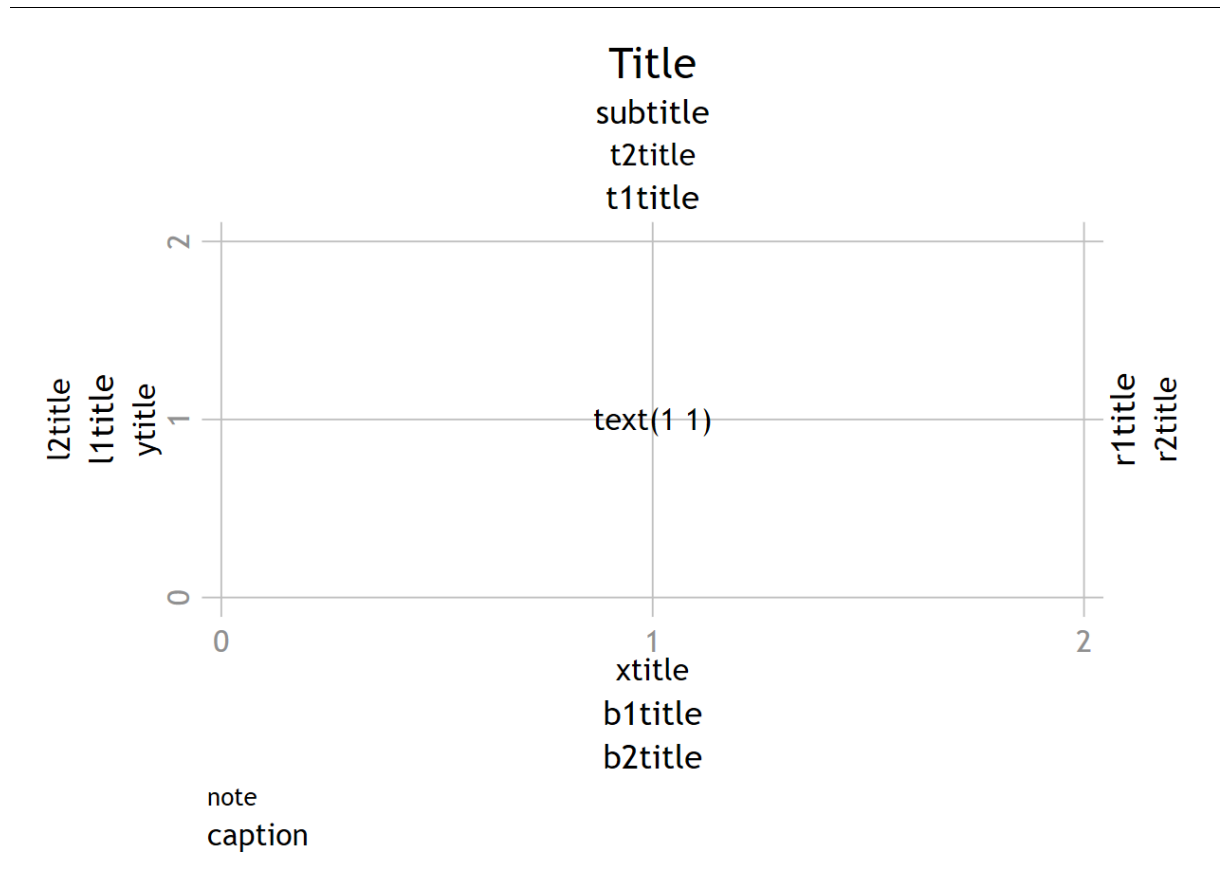 Title
subtitle
t2title
t1title
2
1
0
l2title
l1title
ytitle
text(1 1)
r1title
r2title
0 1 2
xtitle
b1title
b2title
note
caption